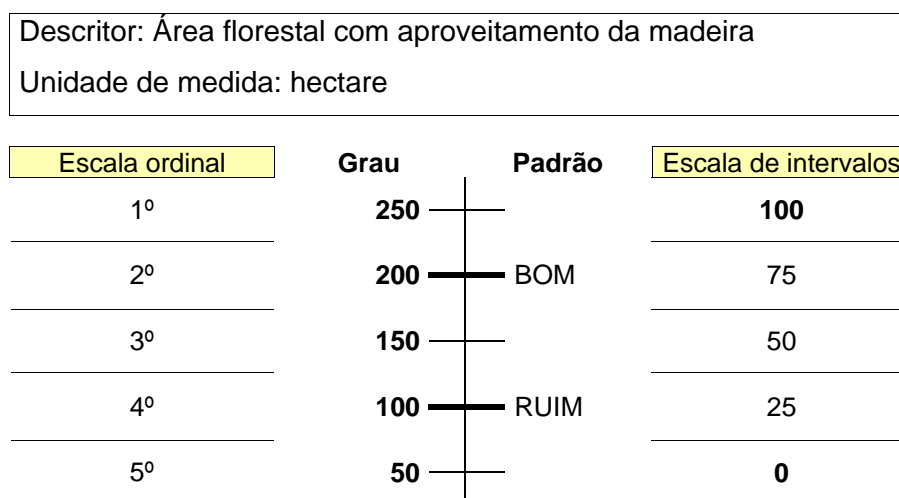 Descritor: Área florestal com aproveitamento da madeira
Unidade de medida: hectare
Escala ordinal Grau Padrão Escala de intervalos
1º 250 100
2º 200 BOM 75
3º 150 50
4º 100 RUIM 25
5º 50 0